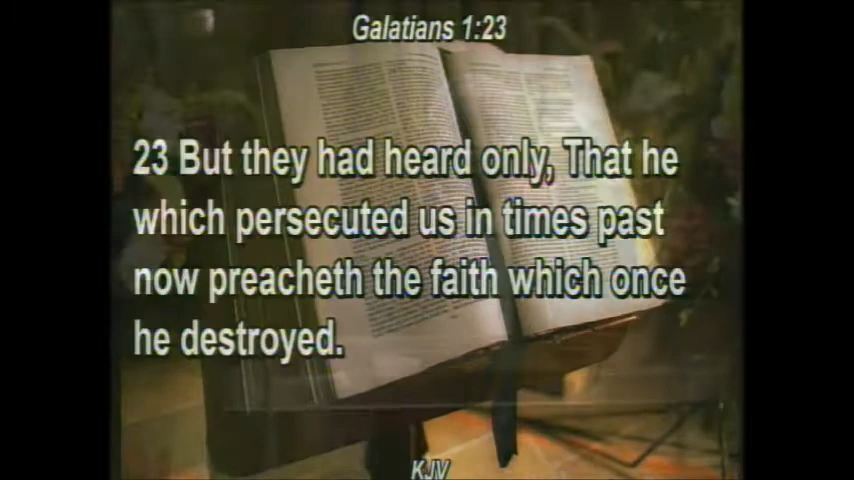 Galatians 1:23
23 But they had heard only, That he
which persecuted us in times past
now preacheth the faith which once
he destroyed.
KJV